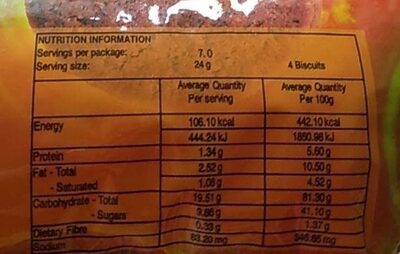 NUTRITION INFORMATION
Servings per package: 7.0
Serving size: 24 g 4 Biscuits
Average Quantity Per serving Average Quantity Per 100g
Energy 106.10 kcal 442.10 kcal
444.24 kJ 1850.98 kJ
Protein 1.34 g 5.60 g
Fat - Total 2.52 g 10.50 g
- Saturated 1.08 g 4.52 g
Carbohydrate - Total 19.51 g 81.30 g
- Sugars 9.86 g 41.10 g
Dietary Fibre 0.33 g 1.37 g
Sodium 83.20 mg 346.65 mg